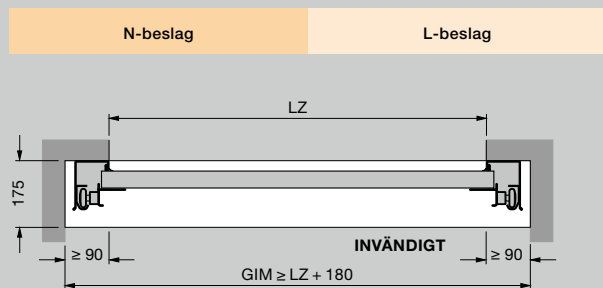 N-beslag
L-beslag
LZ
175
INVÄNDIGT
≥ 90
≥ 90
GIM ≥ LZ + 180